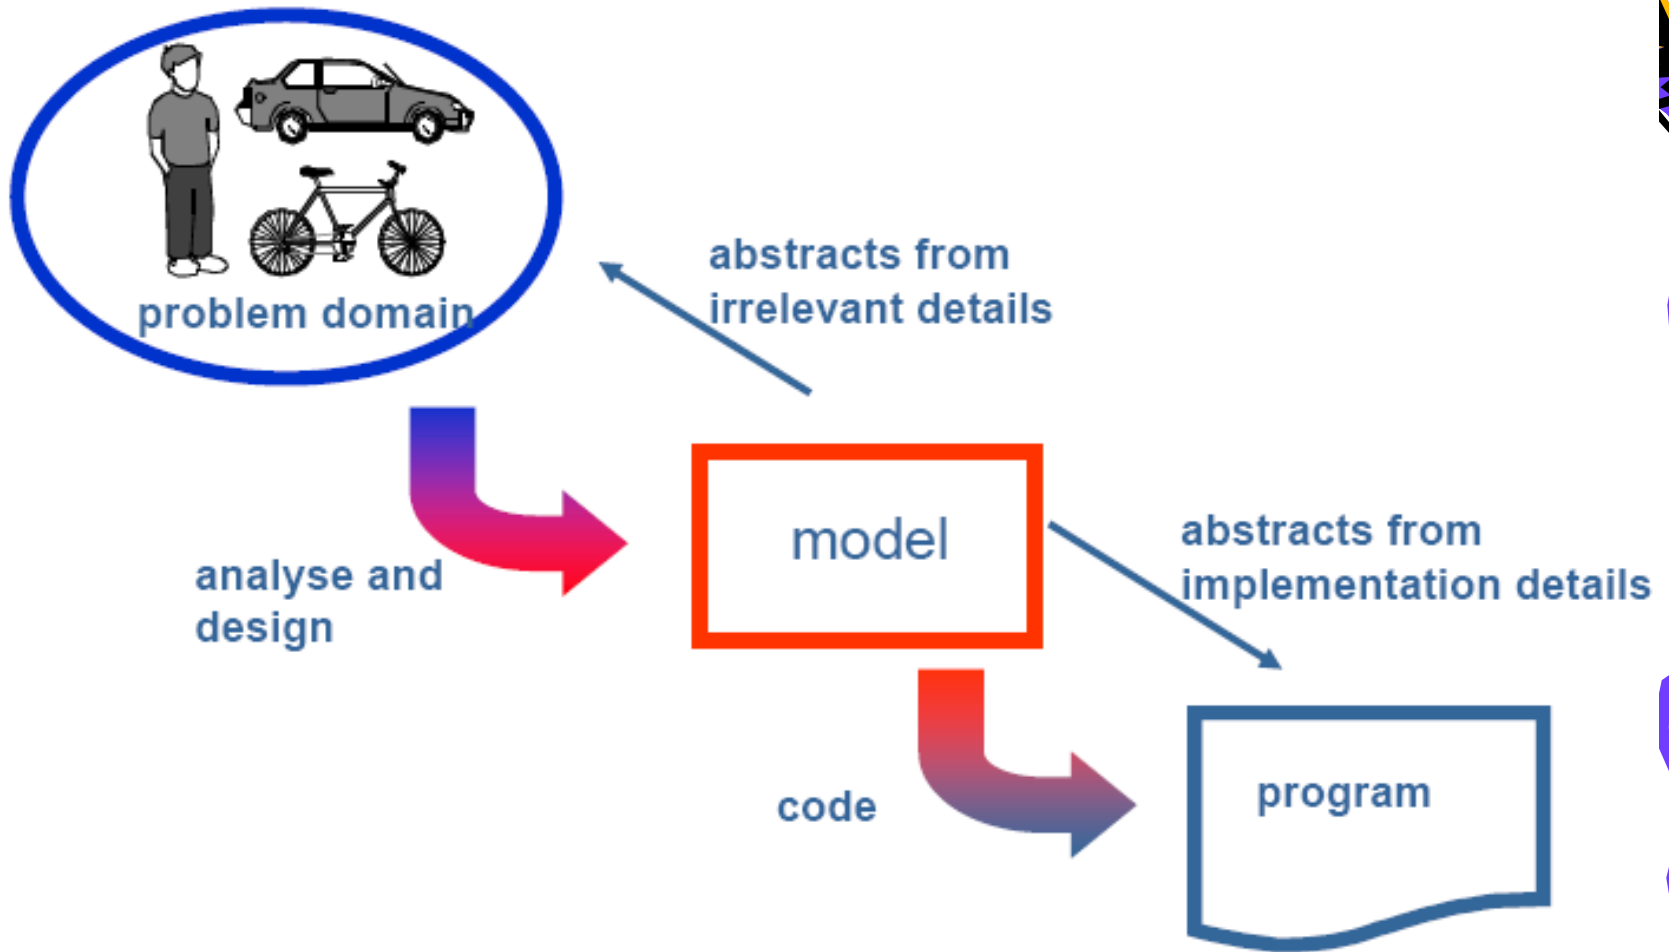 problem domain
abstracts from
irrelevant details
analyse and
design
model
abstracts from
implementation details
code
program